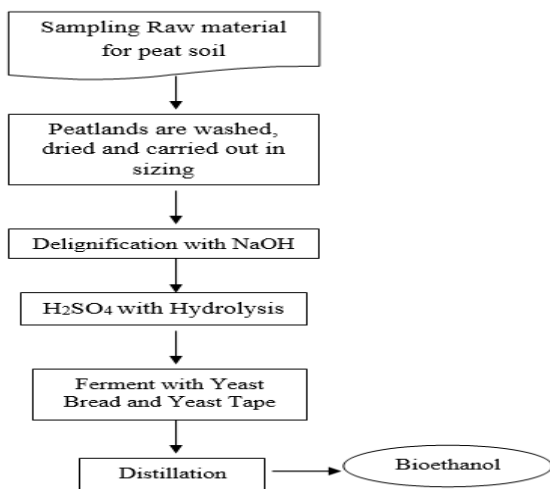 Sampling Raw material
for peat soil
Peatlands are washed,
dried and carried out in
sizing
Delignification with NaOH
H₂SO₄ with Hydrolysis
Ferment with Yeast
Bread and Yeast Tape
Distillation
Bioethanol